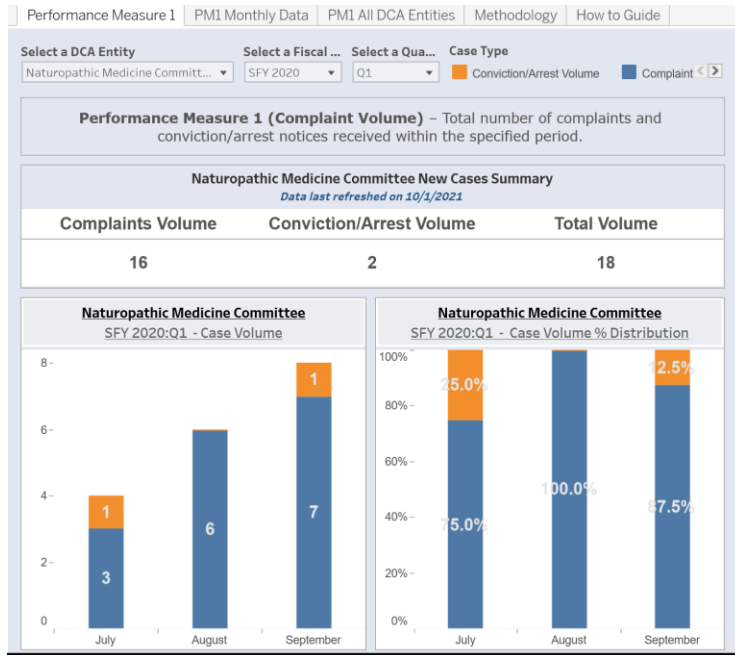 Performance Measure 1 PM1 Monthly Data PM1 All DCA Entities Methodology How to Guide
Select a DCA Entity Select a Fiscal ... Select a Qua... Case Type
Naturopathic Medicine Committ... SFY 2020 Q1 Conviction/Arrest Volume Complaint
Performance Measure 1 (Complaint Volume) – Total number of complaints and
conviction/arrest notices received within the specified period.
Naturopathic Medicine Committee New Cases Summary
Data last refreshed on 10/1/2021
Complaints Volume Conviction/Arrest Volume Total Volume
16 2 18
Naturopathic Medicine Committee
SFY 2020:Q1 - Case Volume
8
6
4
2
0
1
3
6
1
7
July August September
Naturopathic Medicine Committee
SFY 2020:Q1 - Case Volume % Distribution
100%
80%
60%
40%
20%
0%
25.0%
75.0%
100.0%
12.5%
87.5%
July August September